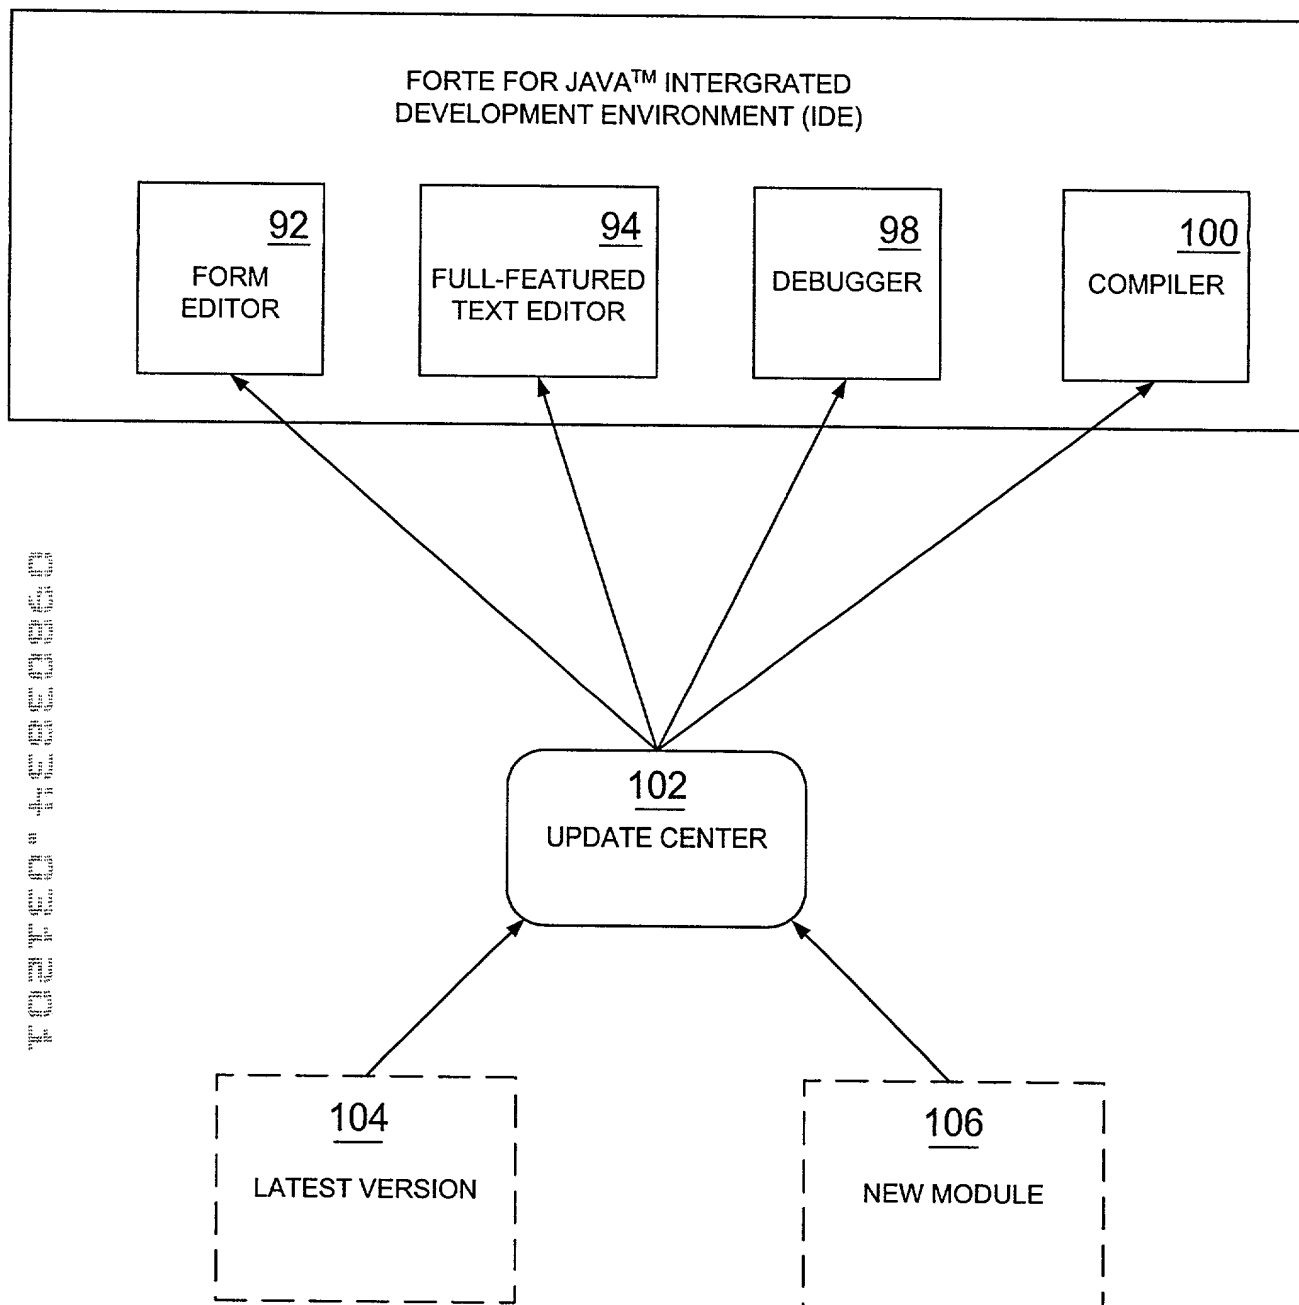 FORTE FOR JAVA™ INTERGRATED
DEVELOPMENT ENVIRONMENT (IDE)
92
FORM
EDITOR
94
FULL-FEATURED
TEXT EDITOR
98
DEBUGGER
100
COMPILER
102
UPDATE CENTER
104
LATEST VERSION
106
NEW MODULE